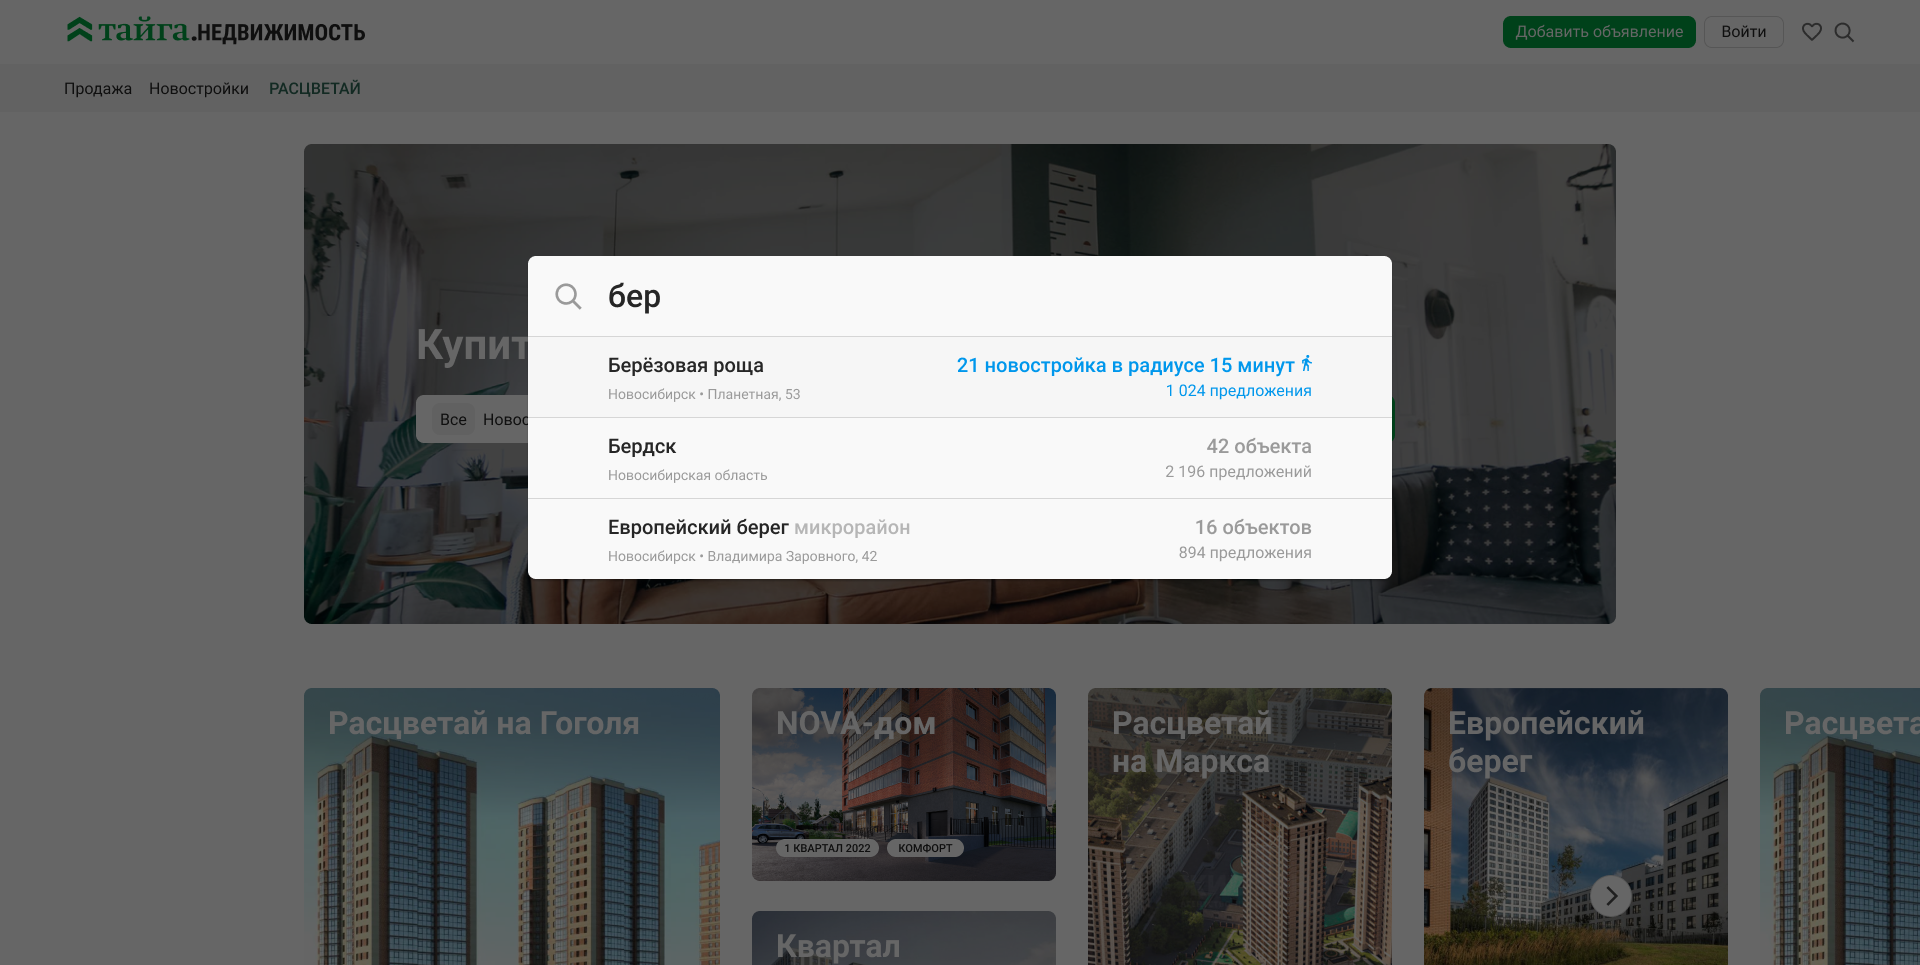 тайга.НЕДВИЖИМОСТЬ
Добавить объявление
Войти
Продажа
Новостройки
РАСЦВЕТАЙ
бер
Берёзовая роща
21 новостройка в радиусе 15 минут
Новосибирск • Планетная, 53
1 024 предложения
Бердск
42 объекта
Новосибирская область
2 196 предложений
Европейский берег микрорайон
16 объектов
Новосибирск • Владимира Заровного, 42
894 предложения
Купит
Все
Новос
Расцветай на Гоголя
NOVA-дом
1 КВАРТАЛ 2022
КОМФОРТ
Квартал
Расцветай
на Маркса
Европейский
берег
Расцвета